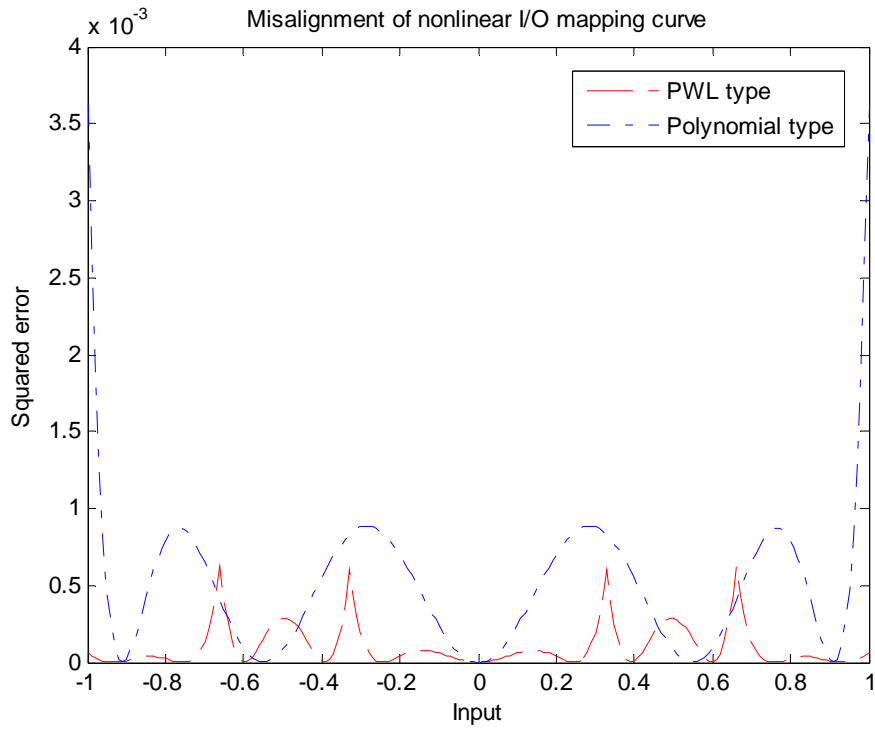 Misalignment of nonlinear I/O mapping curve
x 10^-3
4
3.5
3
2.5
2
1.5
1
0.5
0
Squared error
PWL type
Polynomial type
-1 -0.8 -0.6 -0.4 -0.2 0 0.2 0.4 0.6 0.8 1
Input